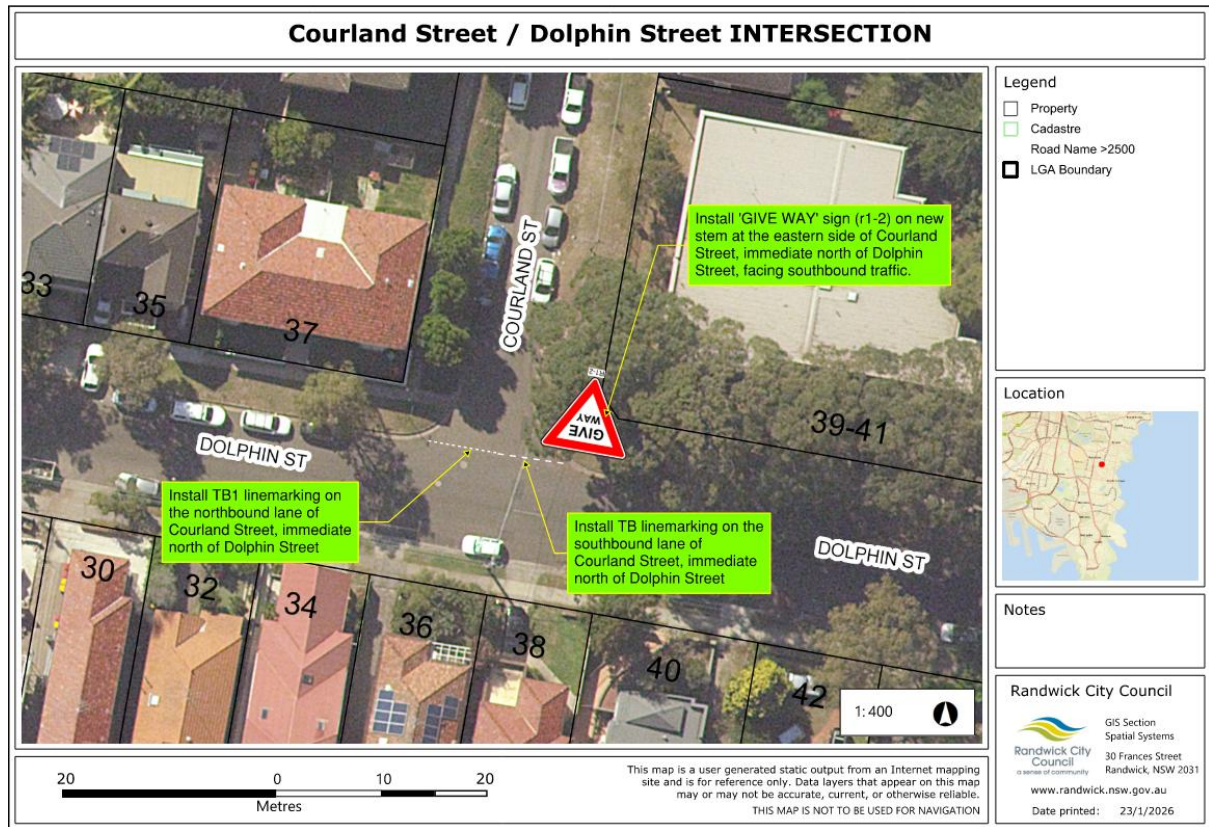 Courland Street / Dolphin Street INTERSECTION
33
35
37
COURLAND ST
Install 'GIVE WAY' sign (r1-2) on new
stem at the eastern side of Courland
Street, immediate north of Dolphin
Street, facing southbound traffic.
R1-2
GIVE
WAY
39-41
DOLPHIN ST
Install TB1 linemarking on
the northbound lane of
Courland Street, immediate
north of Dolphin Street
Install TB linemarking on the
southbound lane of
Courland Street, immediate
north of Dolphin Street
DOLPHIN ST
30
32
34
36
38
40
42
1: 400
Legend
Property
Cadastre
Road Name >2500
LGA Boundary
Location
Notes
Randwick City Council
Randwick City
Council
a sense of community
GIS Section
Spatial Systems
30 Frances Street
Randwick, NSW 2031
www.randwick.nsw.gov.au
Date printed: 23/1/2026
20 0 10 20
Metres
This map is a user generated static output from an Internet mapping
site and is for reference only. Data layers that appear on this map
may or may not be accurate, current, or otherwise reliable.
THIS MAP IS NOT TO BE USED FOR NAVIGATION